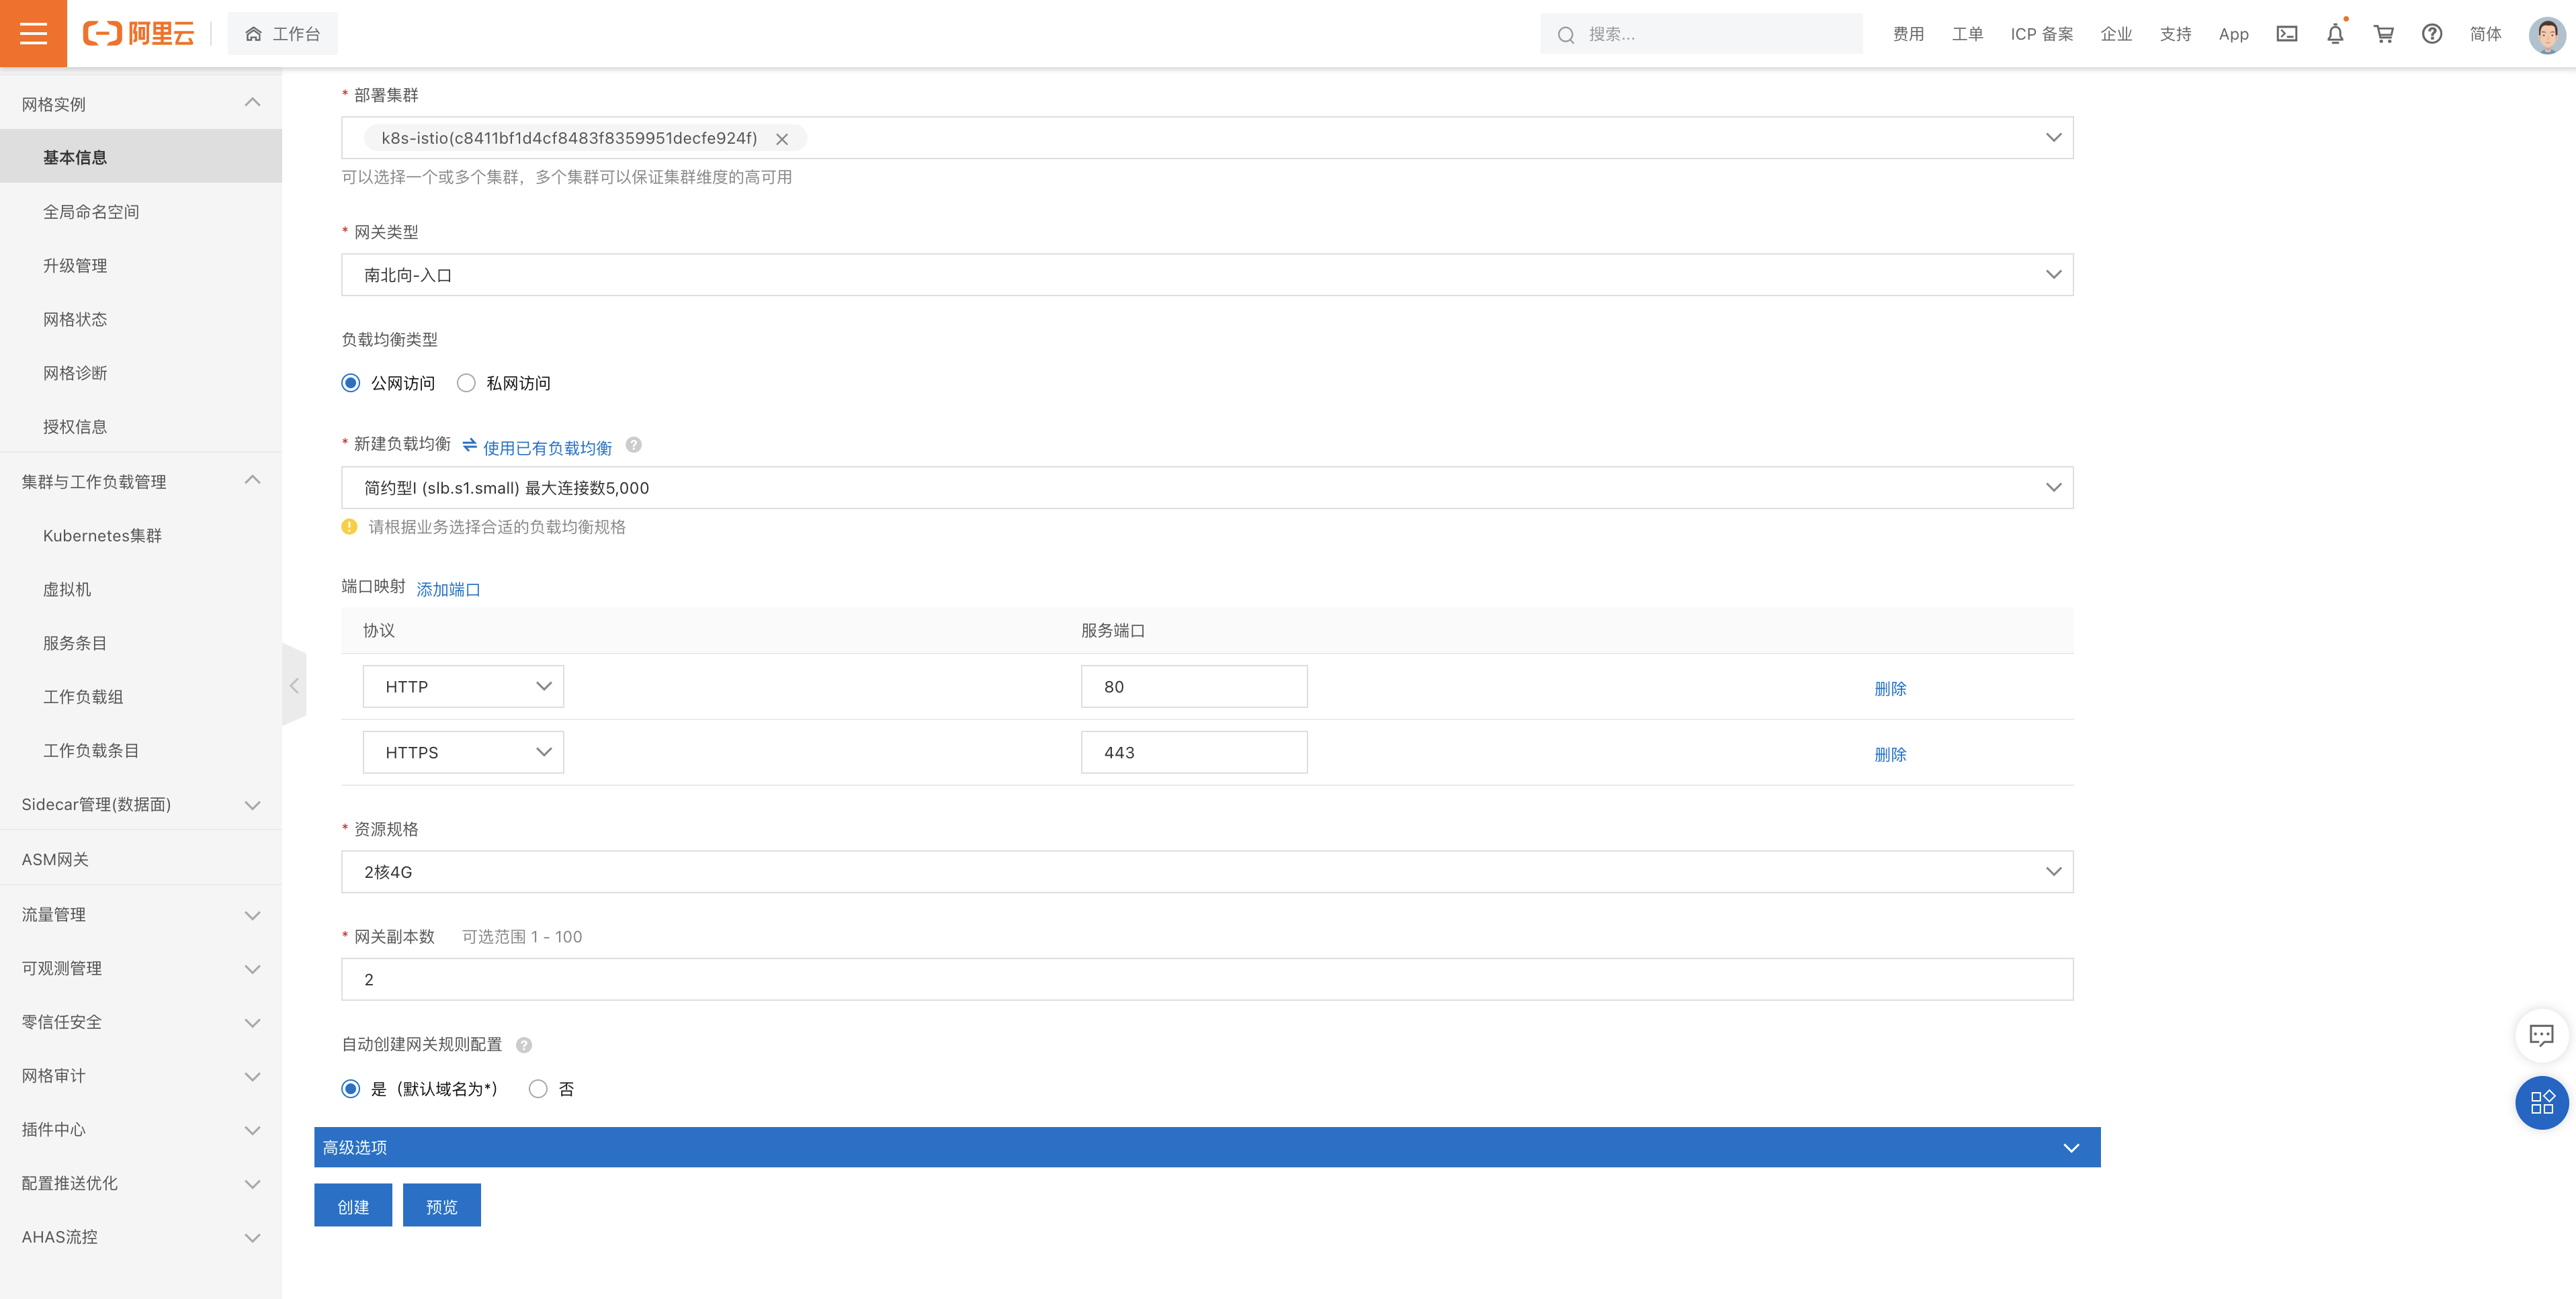 阿里云
工作台
搜索...
费用
工单
ICP 备案
企业
支持
App
简体
网格实例
基本信息
全局命名空间
升级管理
网格状态
网格诊断
授权信息
集群与工作负载管理
Kubernetes集群
虚拟机
服务条目
工作负载组
工作负载条目
Sidecar管理(数据面)
ASM网关
流量管理
可观测管理
零信任安全
网格审计
插件中心
配置推送优化
AHAS流控
* 部署集群
k8s-istio(c8411bf1d4cf8483f8359951decfe924f)
可以选择一个或多个集群，多个集群可以保证集群维度的高可用
* 网关类型
南北向-入口
负载均衡类型
公网访问 私网访问
* 新建负载均衡 使用已有负载均衡
简约型I (slb.s1.small) 最大连接数5,000
请根据业务选择合适的负载均衡规格
端口映射 添加端口
协议 服务端口
HTTP 80 删除
HTTPS 443 删除
* 资源规格
2核4G
* 网关副本数 可选范围 1 - 100
2
自动创建网关规则配置
是（默认域名为*） 否
高级选项
创建 预览